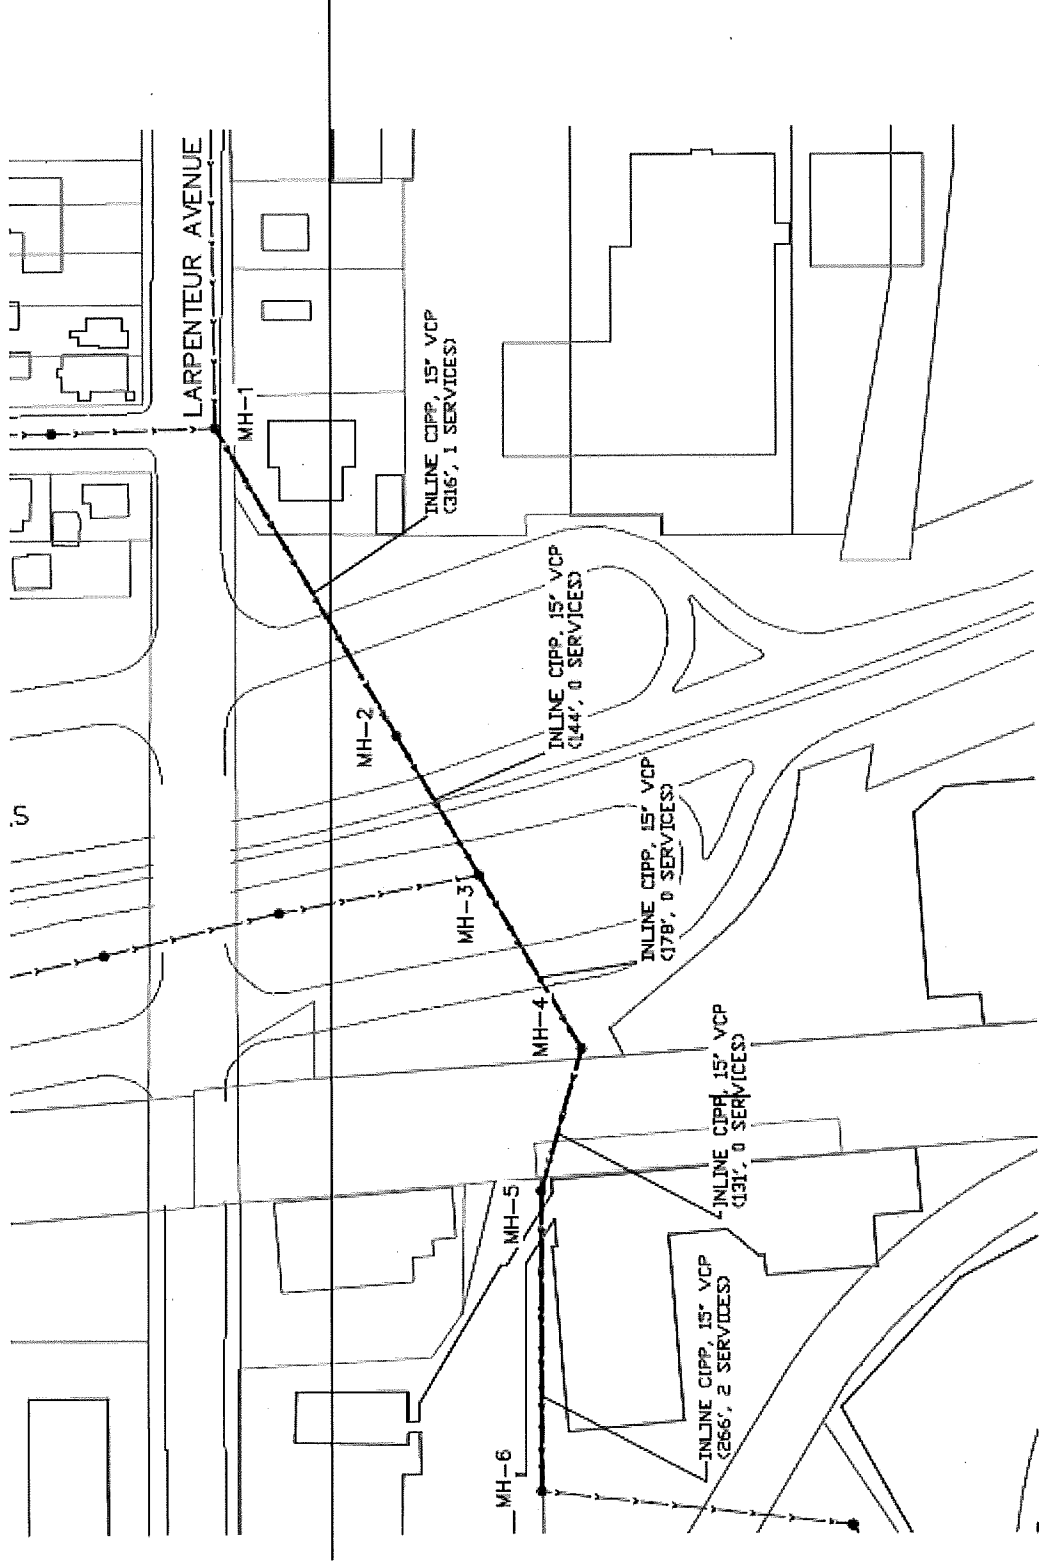 LARPENTEUR AVENUE
MH-1
INLINE CIPP, 15" VCP
(316', 1 SERVICES)
MH-2
INLINE CIPP, 15" VCP
(144', 0 SERVICES)
S
MH-3
INLINE CIPP, 15" VCP
(178', 0 SERVICES)
MH-4
INLINE CIPP, 15" VCP
(131', 0 SERVICES)
MH-5
INLINE CIPP, 15" VCP
(266', 2 SERVICES)
MH-6